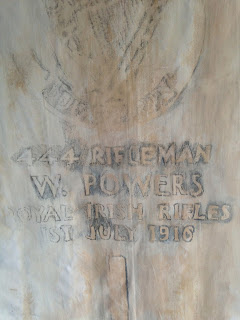 444 RIFLEMAN
W. POWERS
ROYAL IRISH RIFLES
1ST JULY 1916